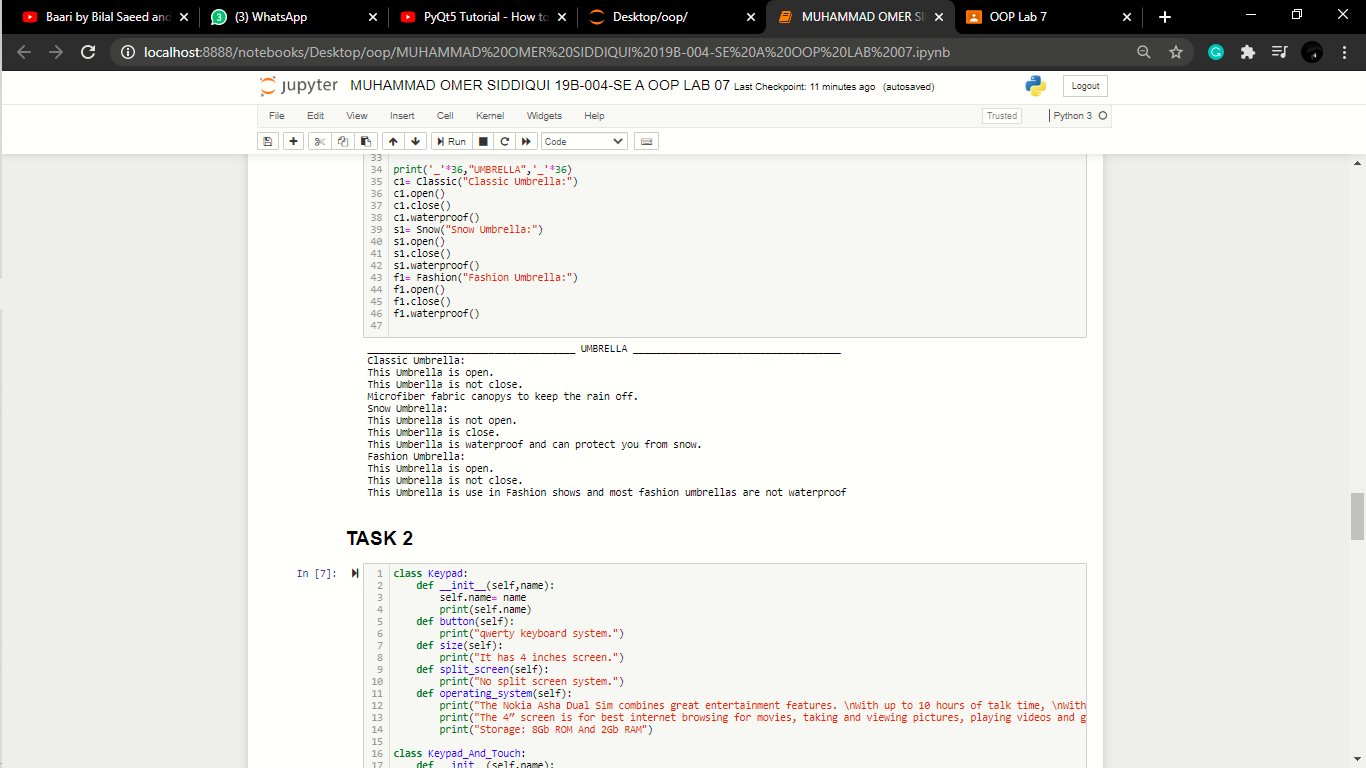 Baari by Bilal Saeed and
(3) WhatsApp
PyQt5 Tutorial - How to
Desktop/oop/
MUHAMMAD OMER SI
OOP Lab 7
localhost:8888/notebooks/Desktop/oop/MUHAMMAD%20OMER%20SIDDIQUI%2019B-004-SE%20A%20OOP%20LAB%2007.ipynb
jupyter MUHAMMAD OMER SIDDIQUI 19B-004-SE A OOP LAB 07 Last Checkpoint: 11 minutes ago (autosaved)
Logout
File Edit View Insert Cell Kernel Widgets Help
Trusted
Python 3
Run
Code
33
34 print('_'*36,"UMBRELLA",'_'*36)
35 c1= Classic("Classic Umbrella:")
36 c1.open()
37 c1.close()
38 c1.waterproof()
39 s1= Snow("Snow Umbrella:")
40 s1.open()
41 s1.close()
42 s1.waterproof()
43 f1= Fashion("Fashion Umbrella:")
44 f1.open()
45 f1.close()
46 f1.waterproof()
47
____________________________________ UMBRELLA ____________________________________
Classic Umbrella:
This Umbrella is open.
This Umberlla is not close.
Microfiber fabric canopys to keep the rain off.
Snow Umbrella:
This Umbrella is not open.
This Umberlla is close.
This Umberlla is waterproof and can protect you from snow.
Fashion Umbrella:
This Umbrella is open.
This Umbrella is not close.
This Umbrella is use in Fashion shows and most fashion umbrellas are not waterproof
TASK 2
In [7]:
1 class Keypad:
2 def __init__(self,name):
3 self.name= name
4 print(self.name)
5 def button(self):
6 print("qwerty keyboard system.")
7 def size(self):
8 print("It has 4 inches screen.")
9 def split_screen(self):
10 print("No split screen system.")
11 def operating_system(self):
12 print("The Nokia Asha Dual Sim combines great entertainment features. \nWith up to 10 hours of talk time, \nWith
13 print("The 4” screen is for best internet browsing for movies, taking and viewing pictures, playing videos and g
14 print("Storage: 8Gb ROM And 2Gb RAM")
15
16 class Keypad_And_Touch:
17 def __init__(self,name):